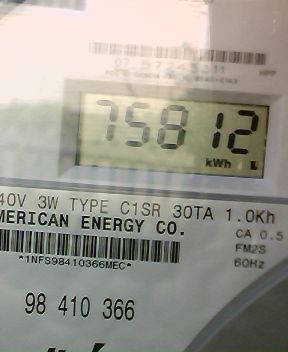 75812
kWh
40V 3W TYPE C1SR 30TA 1.0Kh
MERICAN ENERGY CO.
CA 0.5
FM2S
60Hz
*1NFS98410366MEC*
98 410 366